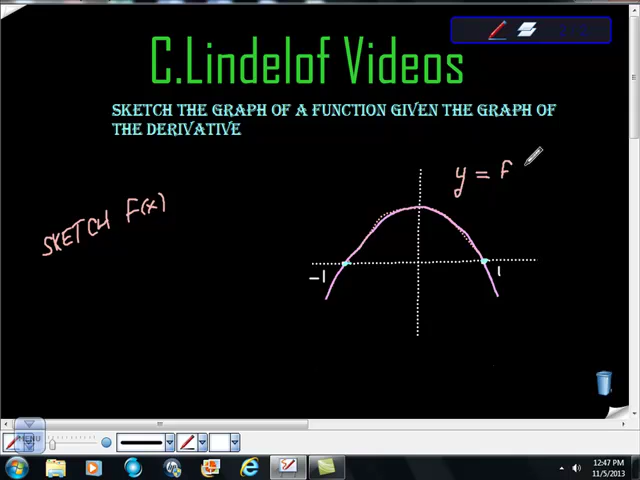 C.Lindelof Videos
SKETCH THE GRAPH OF A FUNCTION GIVEN THE GRAPH OF
THE DERIVATIVE
y = F
SKETCH F(x)
-1
1
MENU
12:47 PM
11/5/2013